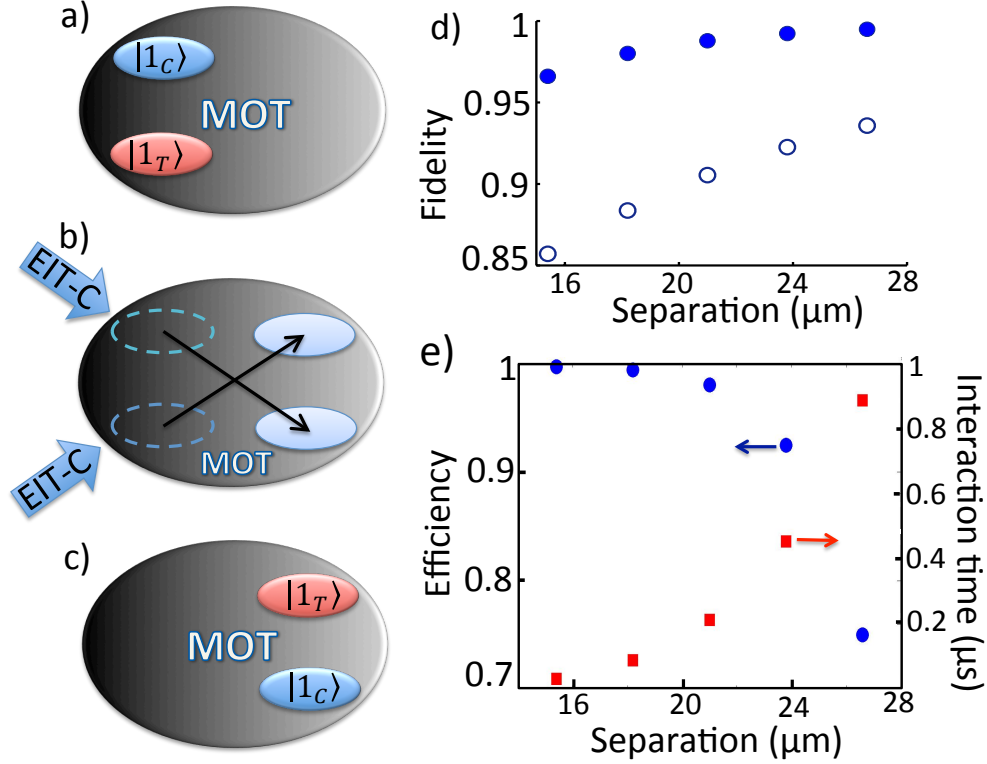 a)
|1_C⟩
MOT
|1_T⟩
b)
EIT-C
EIT-C
MOT
c)
|1_T⟩
MOT
|1_C⟩
d)
1
0.95
0.9
0.85
Fidelity
16 20 24 28
Separation (μm)
e)
1
0.9
0.8
0.7
Efficiency
1
0.8
0.6
0.4
0.2
Interaction time (μs)
16 20 24 28
Separation (μm)